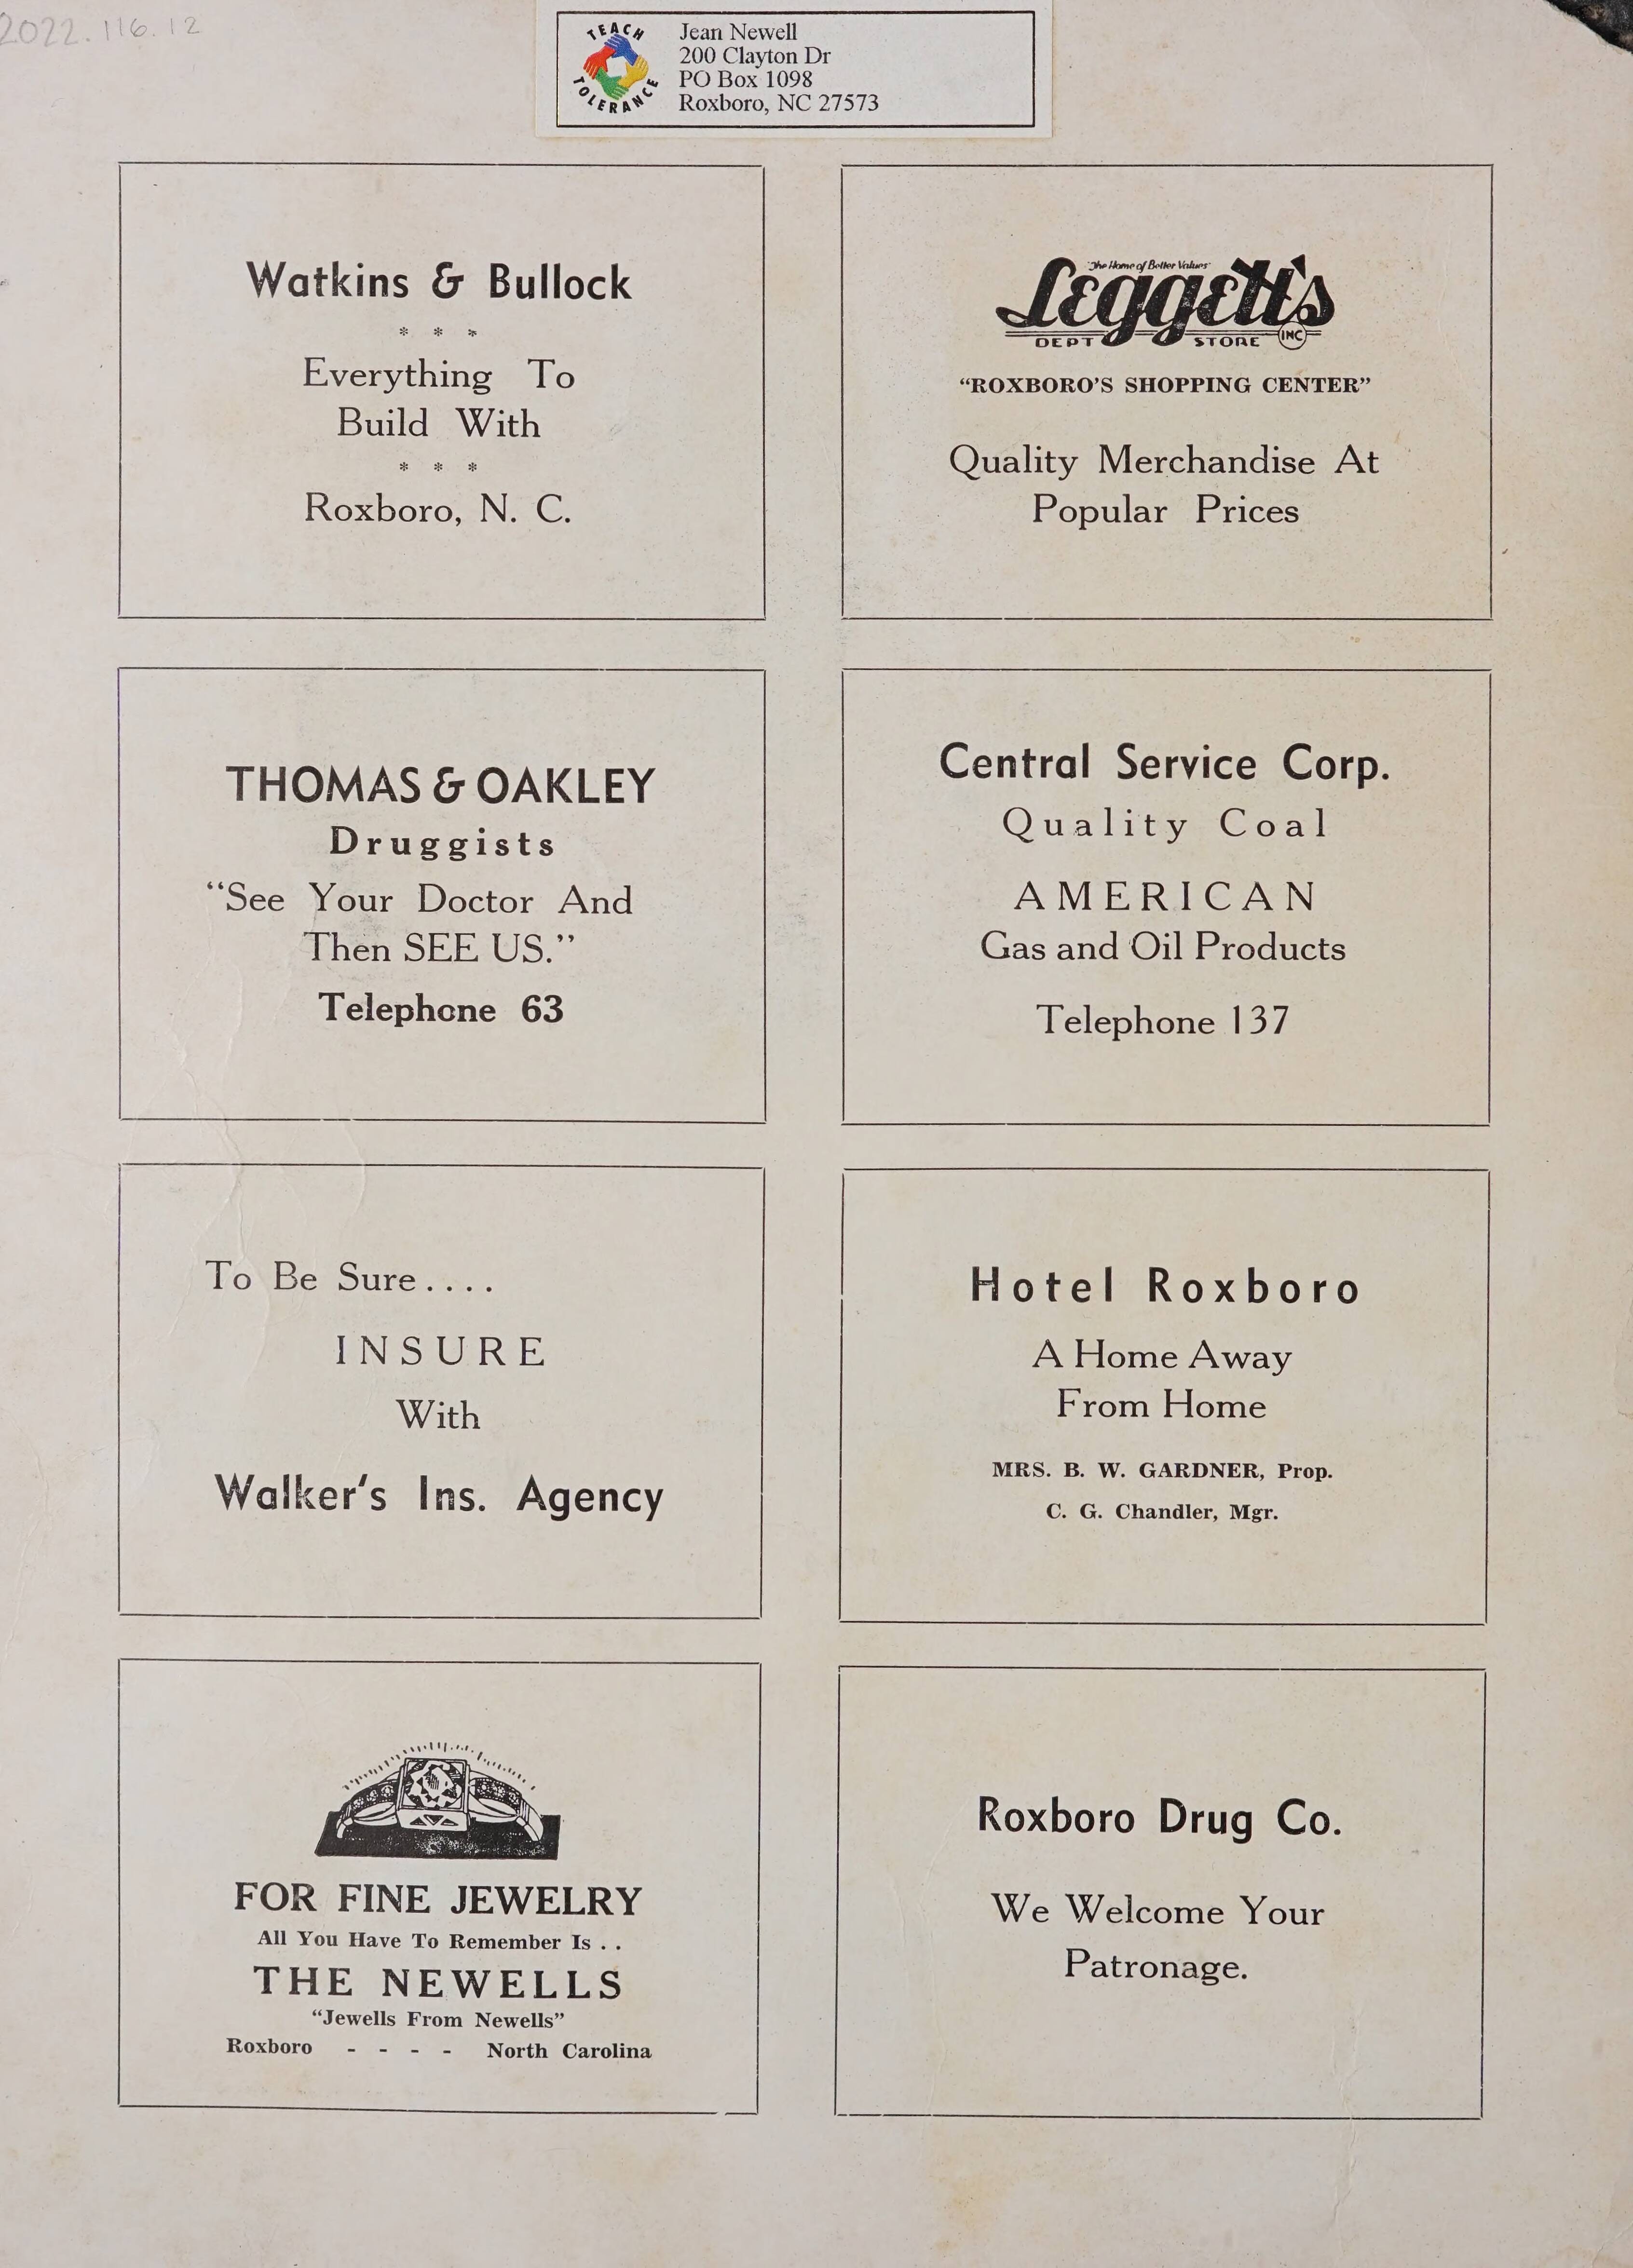 2022.116.12
TEACH
TOLERANCE
Jean Newell
200 Clayton Dr
PO Box 1098
Roxboro, NC 27573
Watkins & Bullock
* * *
Everything To
Build With
* * *
Roxboro, N. C.
"The Home of Better Values"
Leggett's
DEPT STORE INC
“ROXBORO’S SHOPPING CENTER”
Quality Merchandise At
Popular Prices
THOMAS & OAKLEY
Druggists
“See Your Doctor And
Then SEE US.”
Telephone 63
Central Service Corp.
Quality Coal
AMERICAN
Gas and Oil Products
Telephone 137
To Be Sure....
INSURE
With
Walker's Ins. Agency
Hotel Roxboro
A Home Away
From Home
MRS. B. W. GARDNER, Prop.
C. G. Chandler, Mgr.
FOR FINE JEWELRY
All You Have To Remember Is . .
THE NEWELLS
“Jewells From Newells”
Roxboro - - - - North Carolina
Roxboro Drug Co.
We Welcome Your
Patronage.